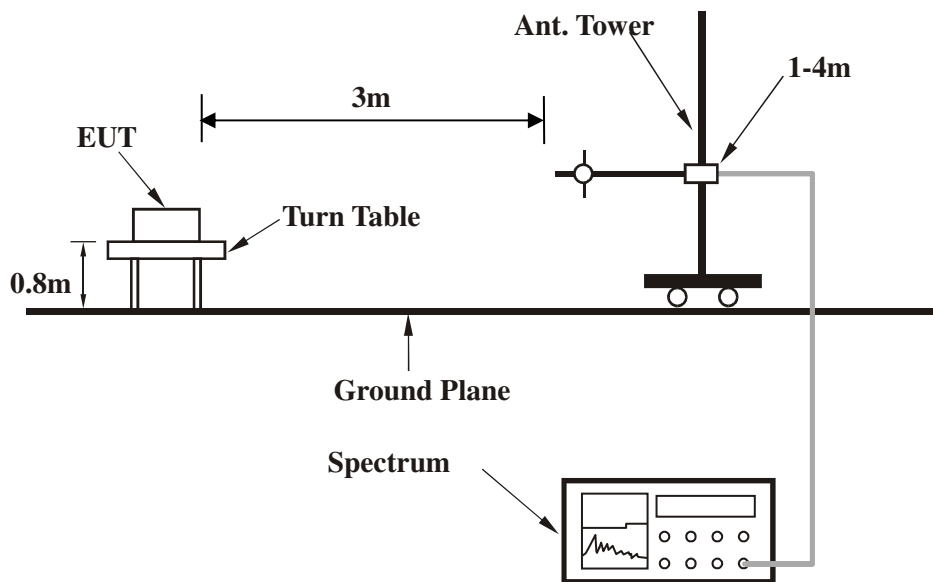 Ant. Tower
1-4m
3m
EUT
Turn Table
0.8m
Ground Plane
Spectrum